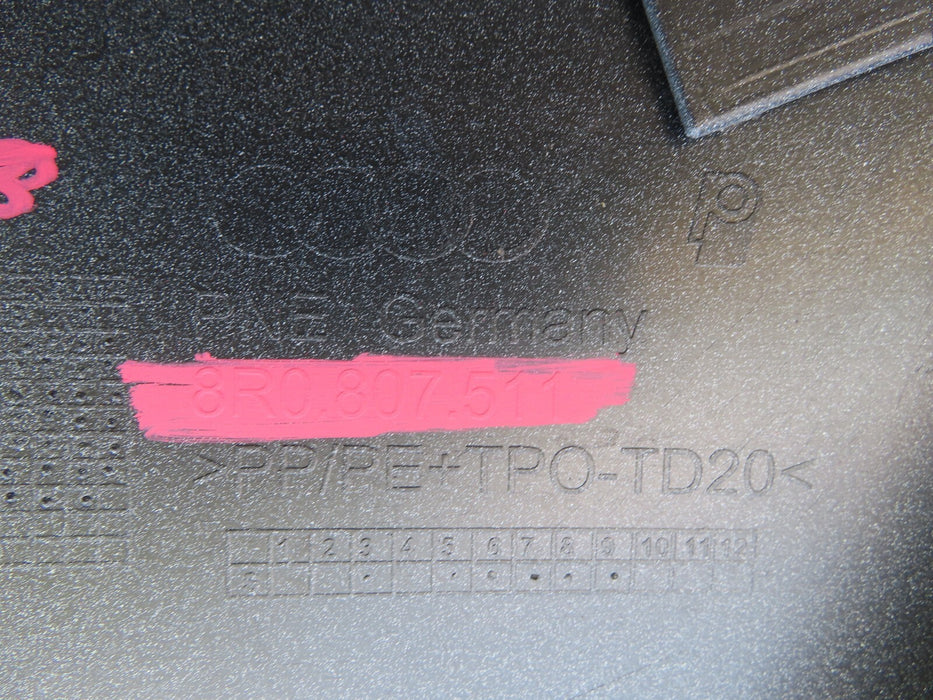 Germany
8R0.807.511
>PP/PE+TPO-TD20<
1 2 3 4 5 6 7 8 9 10 11 12